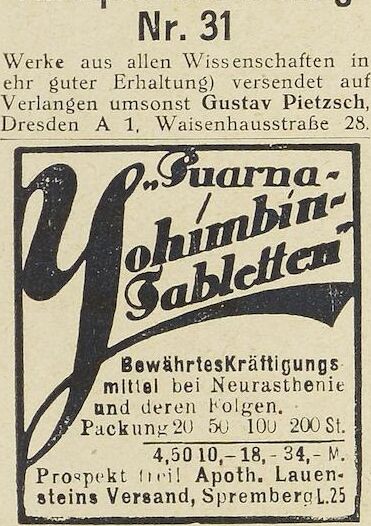 Nr. 31
Werke aus allen Wissenschaften in
ehr guter Erhaltung) versendet auf
Verlangen umsonst Gustav Pietzsch,
Dresden A 1, Waisenhausstraße 28.
„Puarna-
Yohimbin-
Tabletten“
Bewährtes Kräftigungs
mittel bei Neurasthenie
und deren Folgen.
Packung 20 50 100 200 St.
4,50 10,- 18,- 34,- M.
Prospekt frei! Apoth. Lauen-
steins Versand, Spremberg L. 25